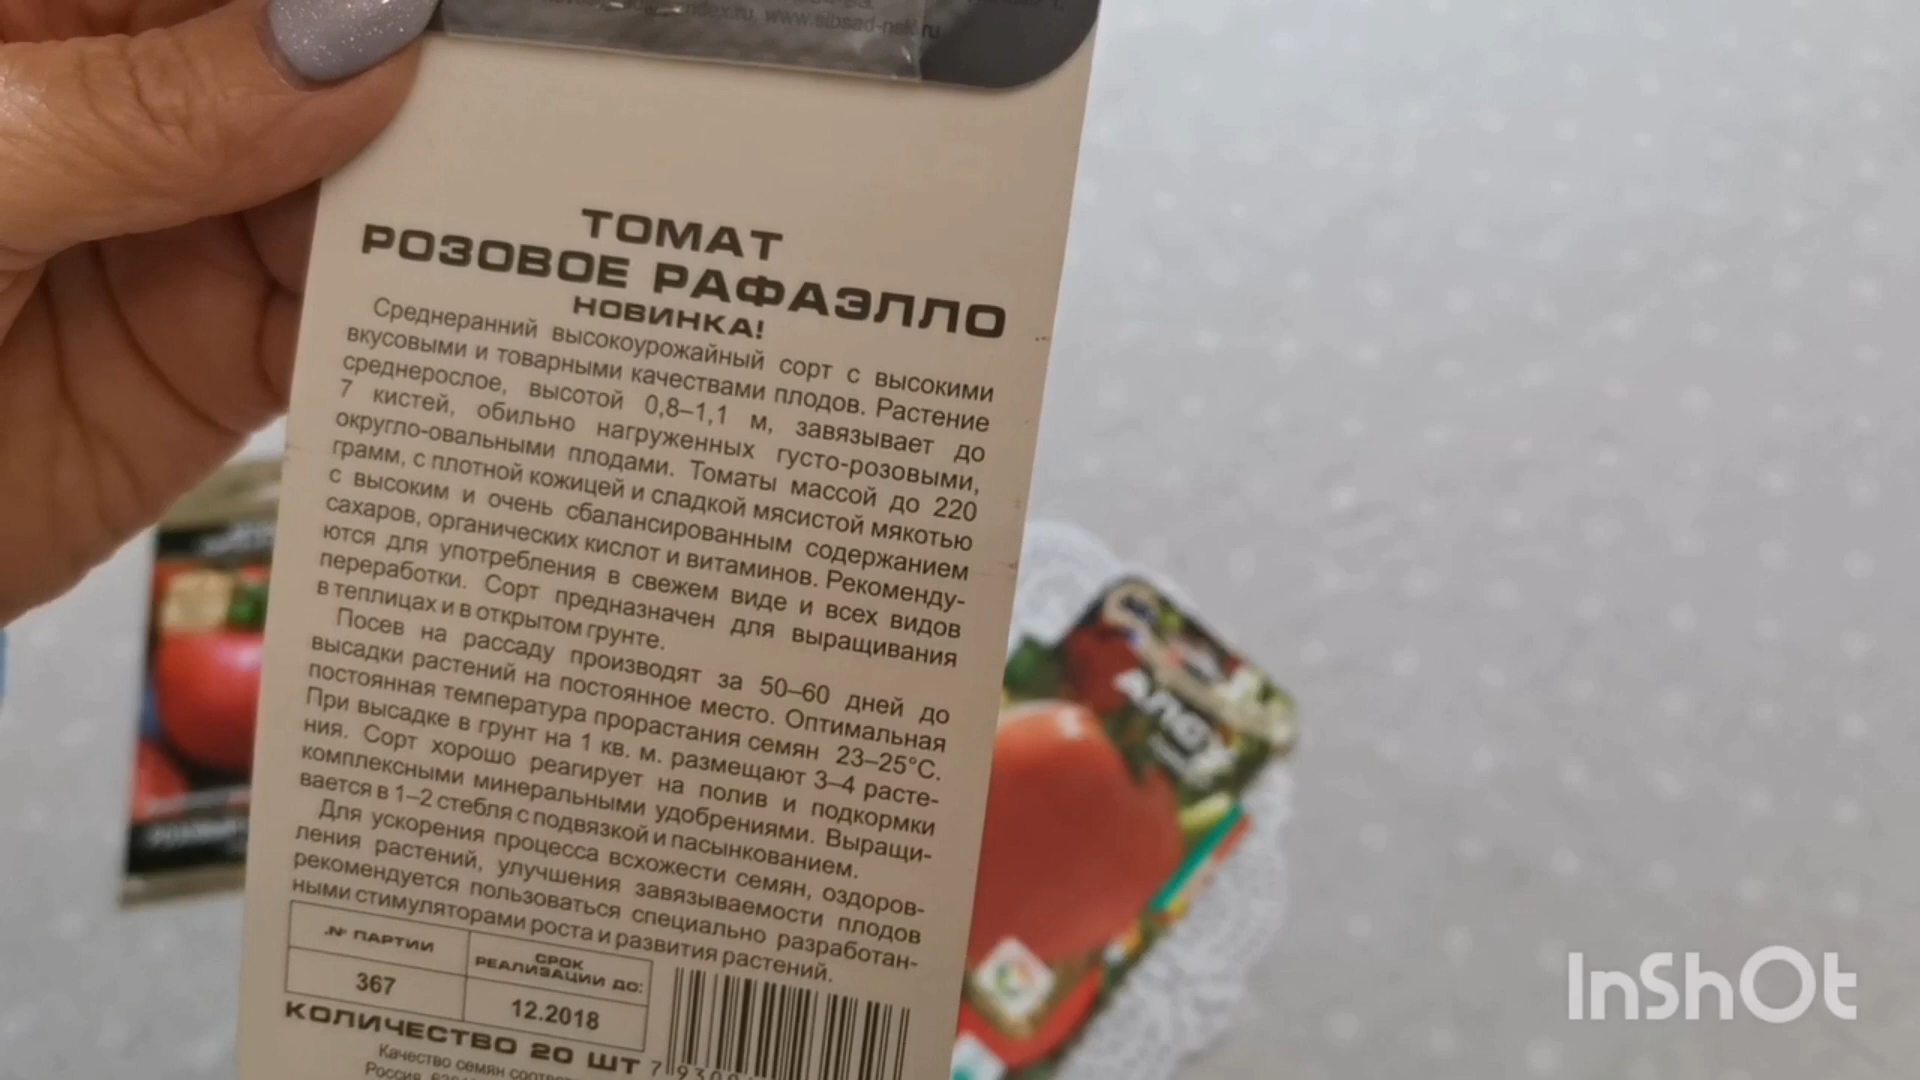 www.sibsad-nsk.ru
ТОМАТ
РОЗОВОЕ РАФАЭЛЛО
НОВИНКА!
Среднеранний высокоурожайный сорт с высокими
вкусовыми и товарными качествами плодов. Растение
среднерослое, высотой 0,8–1,1 м, завязывает до
7 кистей, обильно нагруженных густо-розовыми,
округло-овальными плодами. Томаты массой до 220
грамм, с плотной кожицей и сладкой мясистой мякотью
с высоким и очень сбалансированным содержанием
сахаров, органических кислот и витаминов. Рекоменду-
ются для употребления в свежем виде и всех видов
переработки. Сорт предназначен для выращивания
в теплицах и в открытом грунте.
Посев на рассаду производят за 50–60 дней до
высадки растений на постоянное место. Оптимальная
постоянная температура прорастания семян 23–25°С.
При высадке в грунт на 1 кв. м. размещают 3–4 расте-
ния. Сорт хорошо реагирует на полив и подкормки
комплексными минеральными удобрениями. Выращи-
вается в 1–2 стебля с подвязкой и пасынкованием.
Для ускорения процесса всхожести семян, оздоров-
ления растений, улучшения завязываемости плодов
рекомендуется пользоваться специально разработан-
ными стимуляторами роста и развития растений.
№ ПАРТИИ
СРОК
РЕАЛИЗАЦИИ ДО:
367
12.2018
КОЛИЧЕСТВО 20 ШТ
Качество семян
Россия,
InShOt